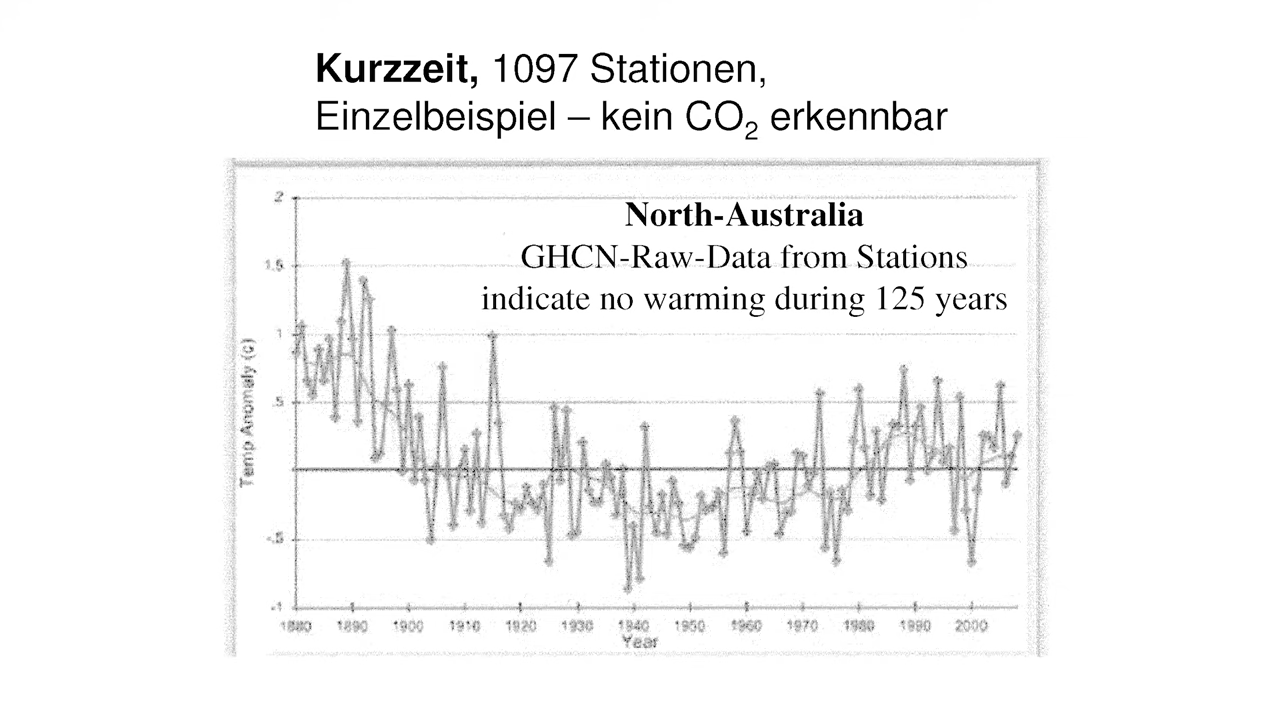 Kurzzeit, 1097 Stationen,
Einzelbeispiel – kein CO₂ erkennbar
North-Australia
GHCN-Raw-Data from Stations
indicate no warming during 125 years
Temp Anomaly (c)
2
1.5
1
.5
-.5
-1
1880 1890 1900 1910 1920 1930 1940 1950 1960 1970 1980 1990 2000
Year